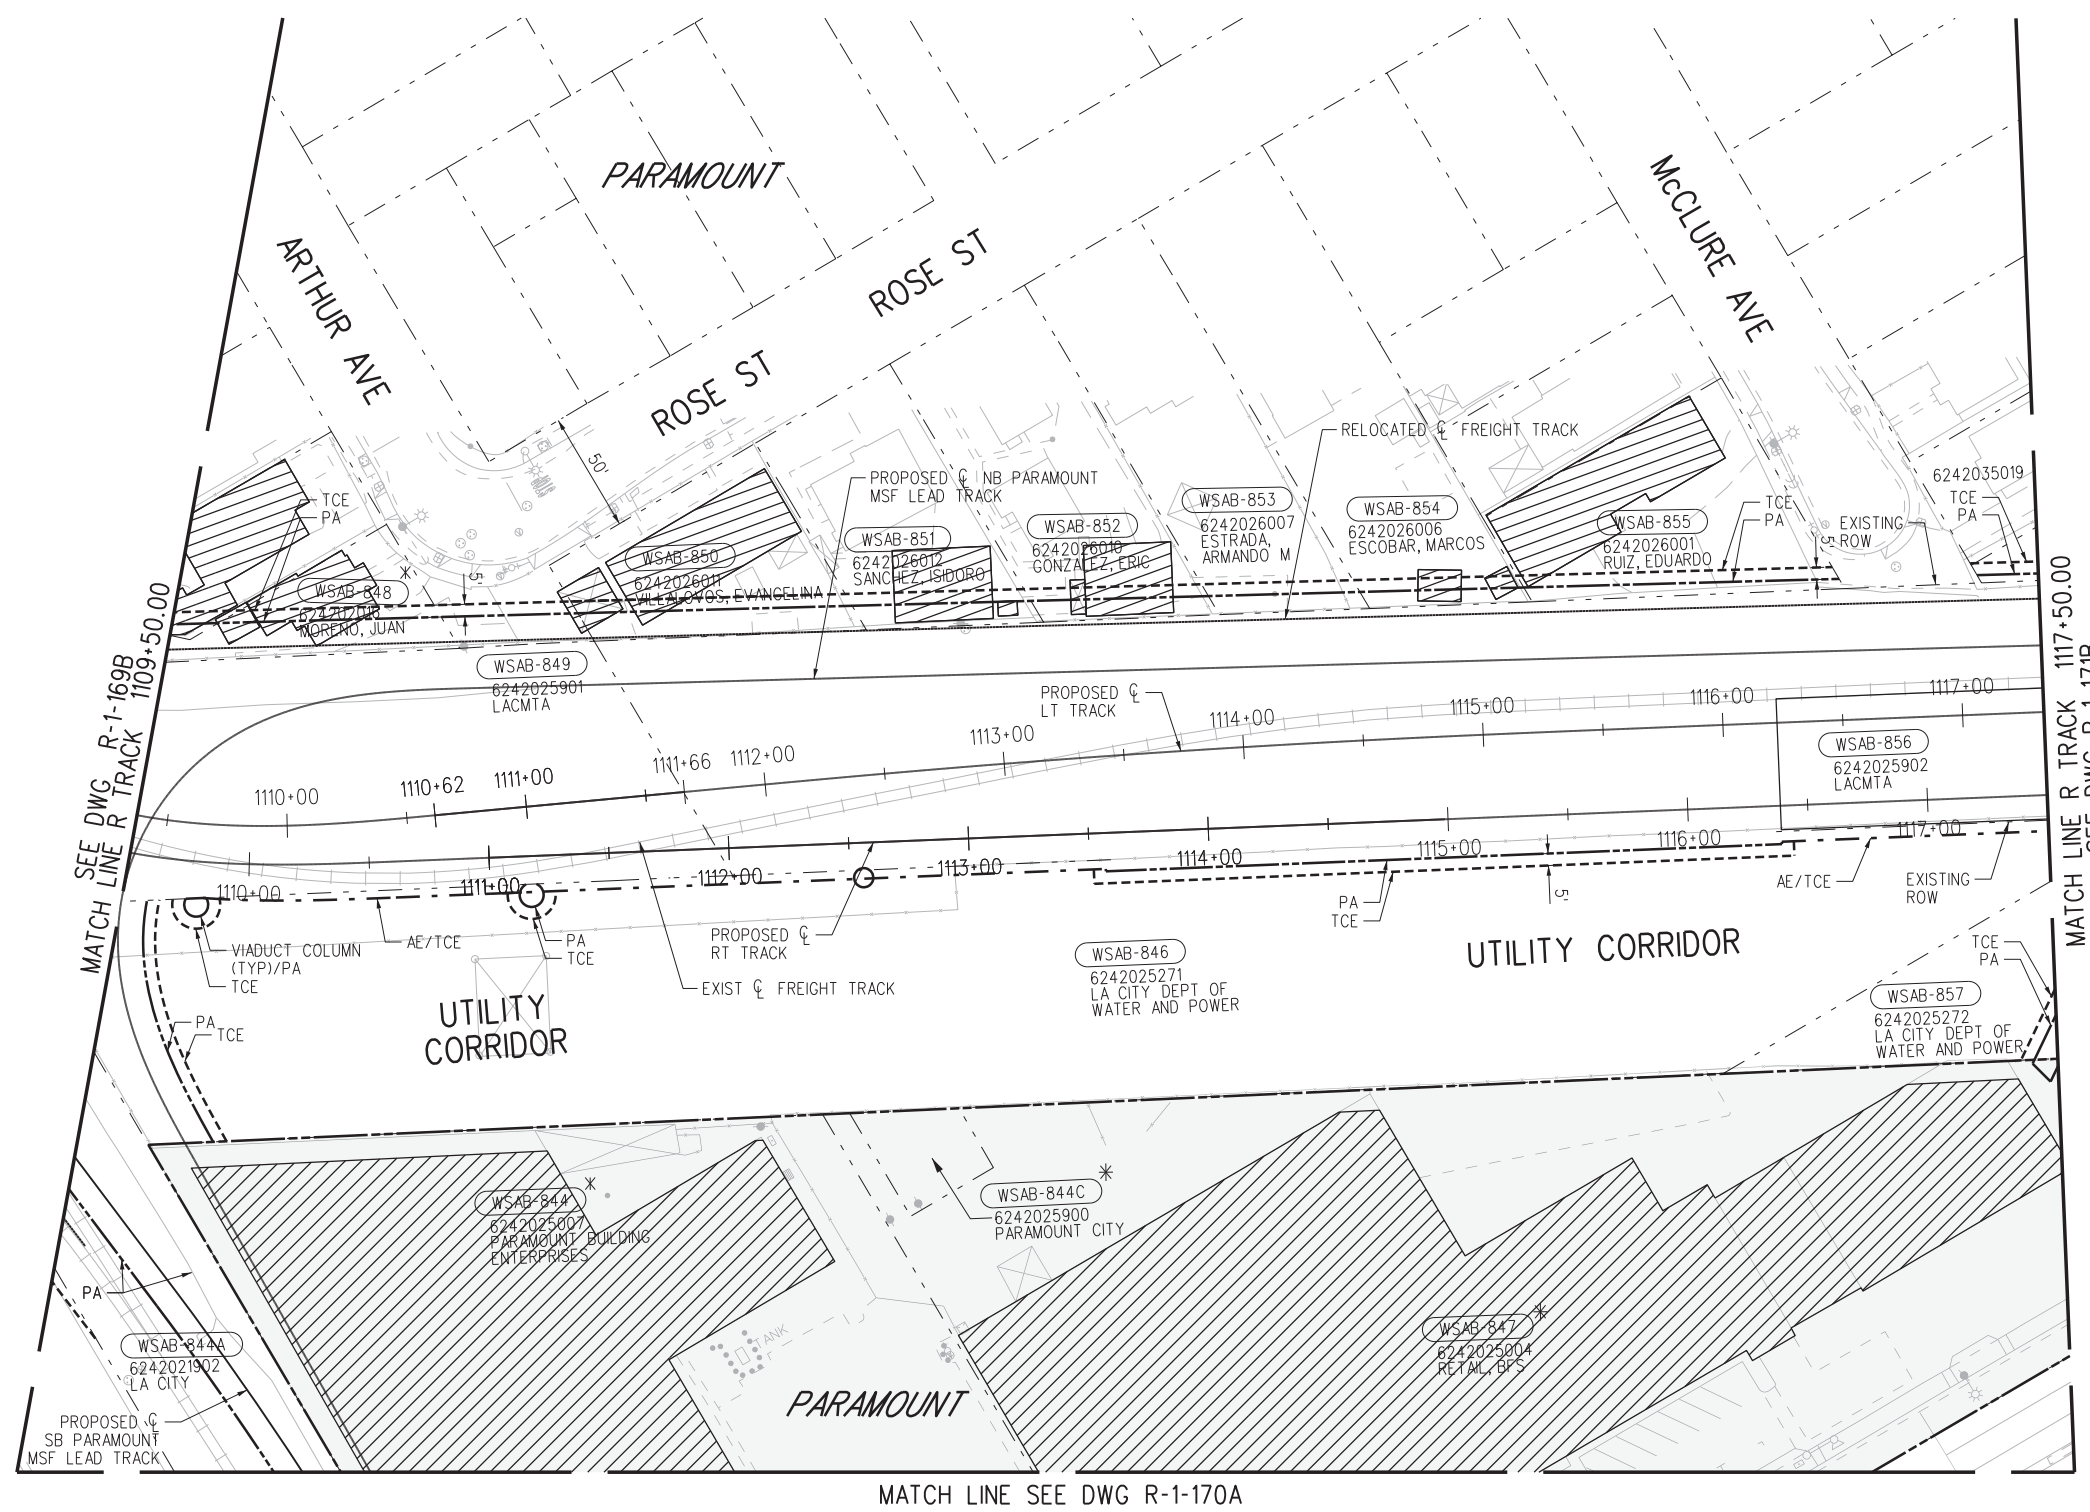 PARAMOUNT
ARTHUR AVE
ROSE ST
ROSE ST
McCLURE AVE
50'
RELOCATED ℄ FREIGHT TRACK
PROPOSED ℄ NB PARAMOUNT
MSF LEAD TRACK
TCE
PA
WSAB-848
MORENO, JUAN
5'
WSAB-849
6242025901
LACMTA
WSAB-850
6242026011
VILLALOVOS, EVANGELINA
WSAB-851
6242026012
SANCHEZ, ISIDORO
WSAB-852
6242026010
GONZALEZ, ERIC
WSAB-853
6242026007
ESTRADA,
ARMANDO M
WSAB-854
6242026006
ESCOBAR, MARCOS
WSAB-855
6242026001
RUIZ, EDUARDO
TCE
PA
5'
EXISTING
ROW
6242035019
TCE
PA
SEE DWG R-1-169B
MATCH LINE R TRACK 1109+50.00
MATCH LINE R TRACK 1117+50.00
SEE DWG R-1-171B
PROPOSED ℄
LT TRACK
1110+00
1110+62
1111+00
1111+66
1112+00
1113+00
1114+00
1115+00
1116+00
1117+00
WSAB-856
6242025902
LACMTA
1110+00
1111+00
1112+00
1113+00
1114+00
1115+00
1116+00
1117+00
VIADUCT COLUMN
(TYP)/PA
TCE
AE/TCE
PA
TCE
PROPOSED ℄
RT TRACK
EXIST ℄ FREIGHT TRACK
PA
TCE
5'
AE/TCE
EXISTING
ROW
PA
TCE
UTILITY
CORRIDOR
WSAB-846
6242025271
LA CITY DEPT OF
WATER AND POWER
UTILITY CORRIDOR
TCE
PA
WSAB-857
6242025272
LA CITY DEPT OF
WATER AND POWER
WSAB-844
6242025007
PARAMOUNT BUILDING
ENTERPRISES
WSAB-844C
6242025900
PARAMOUNT CITY
PA
WSAB-844A
6242021902
LA CITY
PROPOSED ℄
SB PARAMOUNT
MSF LEAD TRACK
TANK
PARAMOUNT
WSAB-847
6242025004
RETAIL, BFS
MATCH LINE SEE DWG R-1-170A